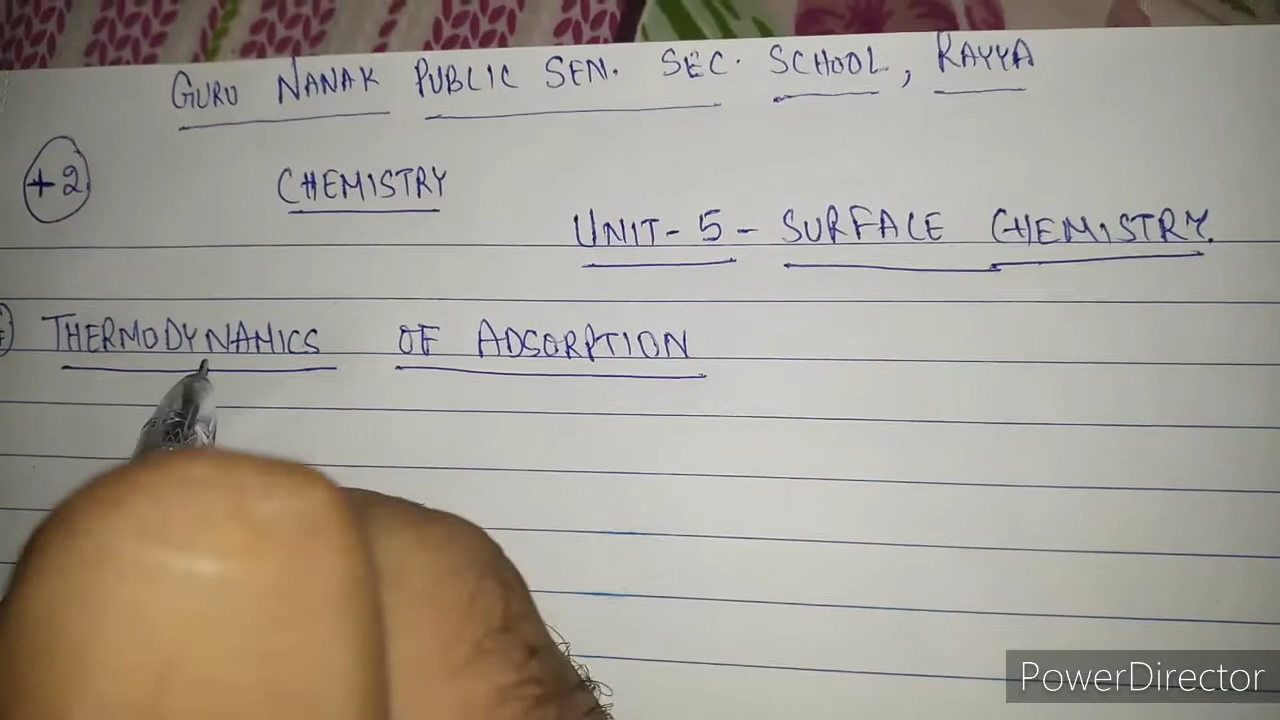 GURU NANAK PUBLIC SEN. SEC. SCHOOL, RAYYA
+2
CHEMISTRY
UNIT-5-SURFACE CHEMISTRY.
THERMODYNAMICS OF ADSORPTION
PowerDirector